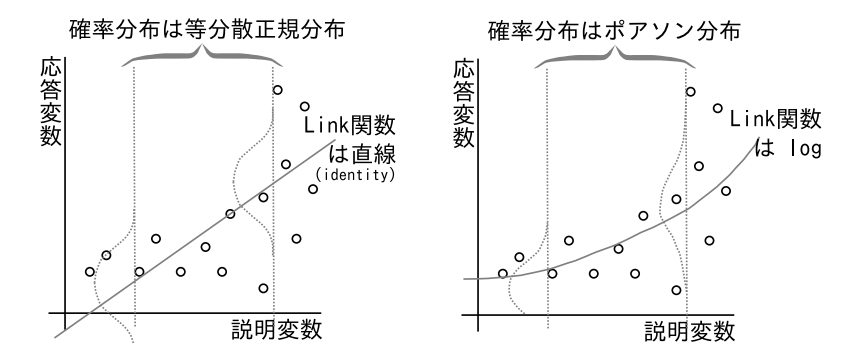 確率分布は等分散正規分布
応答変数
Link関数
は直線
(identity)
説明変数
確率分布はポアソン分布
応答変数
Link関数
は log
説明変数